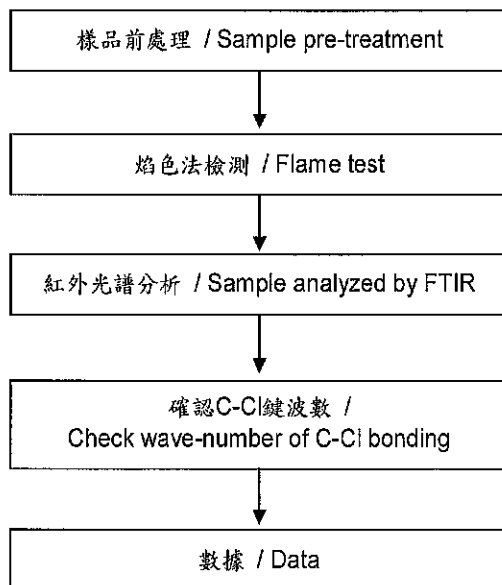 樣品前處理 / Sample pre-treatment
焰色法檢測 / Flame test
紅外光譜分析 / Sample analyzed by FTIR
確認C-Cl鍵波數 /
Check wave-number of C-Cl bonding
數據 / Data